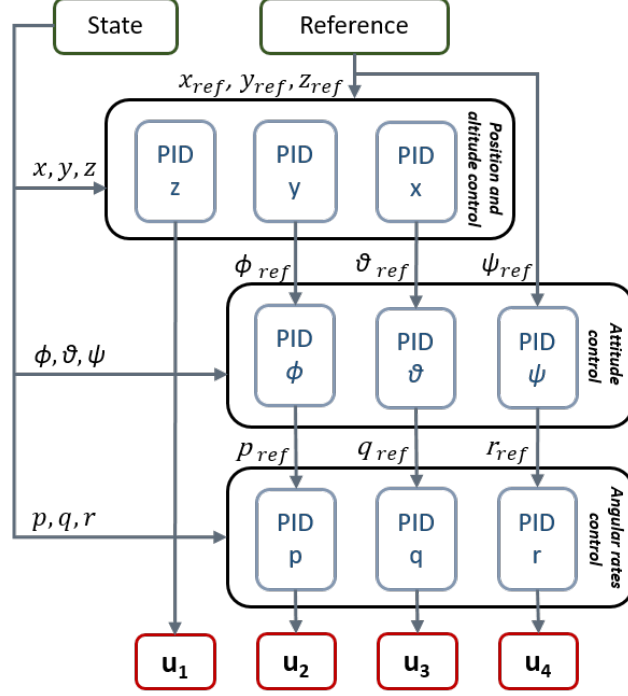 State
Reference
x_ref, y_ref, z_ref
Position and
altitude control
PID
z
PID
y
PID
x
x, y, z
ϕ ref
ϑ ref
ψ_ref
Attitude
control
PID
ϕ
PID
ϑ
PID
ψ
ϕ, ϑ, ψ
p ref
q ref
r_ref
Angular rates
control
PID
p
PID
q
PID
r
p, q, r
u₁
u₂
u₃
u₄